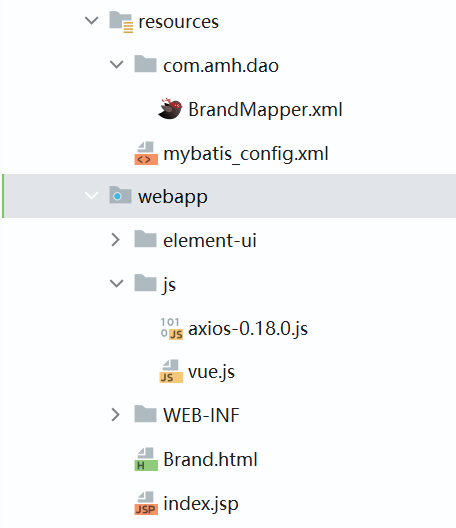 resources
com.amh.dao
BrandMapper.xml
mybatis_config.xml
webapp
element-ui
js
axios-0.18.0.js
vue.js
WEB-INF
Brand.html
index.jsp